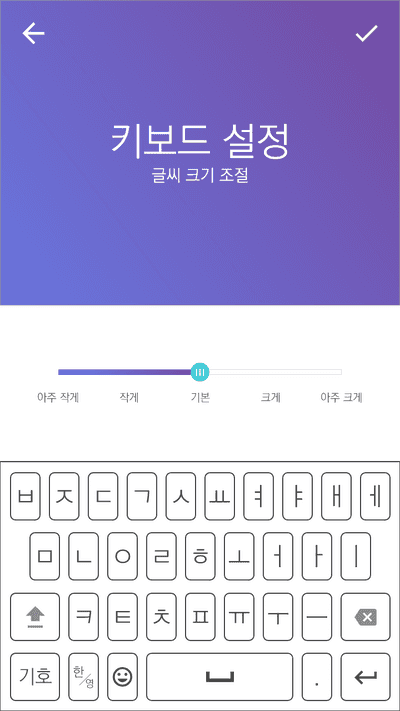 키보드 설정
글씨 크기 조절
아주 작게 작게 기본 크게 아주 크게
ㅂ ㅈ ㄷ ㄱ ㅅ ㅛ ㅕ ㅑ ㅐ ㅔ
ㅁ ㄴ ㅇ ㄹ ㅎ ㅗ ㅓ ㅏ ㅣ
ㅋ ㅌ ㅊ ㅍ ㅠ ㅜ ㅡ
기호 한/영 .